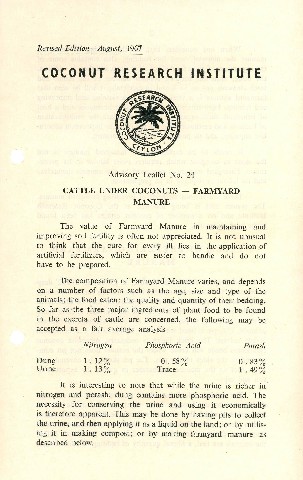 Revised Edition—August, 1967
COCONUT RESEARCH INSTITUTE
COCONUT RESEARCH INSTITUTE
CEYLON
Advisory Leaflet No. 24
CATTLE UNDER COCONUTS — FARMYARD
MANURE
The value of Farmyard Manure in maintaining and
improving soil fertility is often not appreciated. It is not unusual
to think that the cure for every ill lies in the application of
artificial fertilizers, which are easier to handle and do not
have to be prepared.
The composition of Farmyard Manure varies, and depends
on a number of factors such as the age, size and type of the
animals; the food eaten; the quality and quantity of their bedding.
So far as the three major ingredients of plant food to be found
in the excreta of cattle are concerned, the following may be
accepted as a fair average analysis
Nitrogen Phosphoric Acid Potash
Dung 1.12% 0.58% 0.83%
Urine 1.13% Trace 1.49%
It is interesting to note that while the urine is richer in
nitrogen and potash, dung contains more phosphoric acid. The
necessity for conserving the urine and using it economically
is therefore apparent. This may be done by having pits to collect
the urine, and then applying it as a liquid on the land; or by utilis-
ing it in making compost; or by making farmyard manure as
described below.